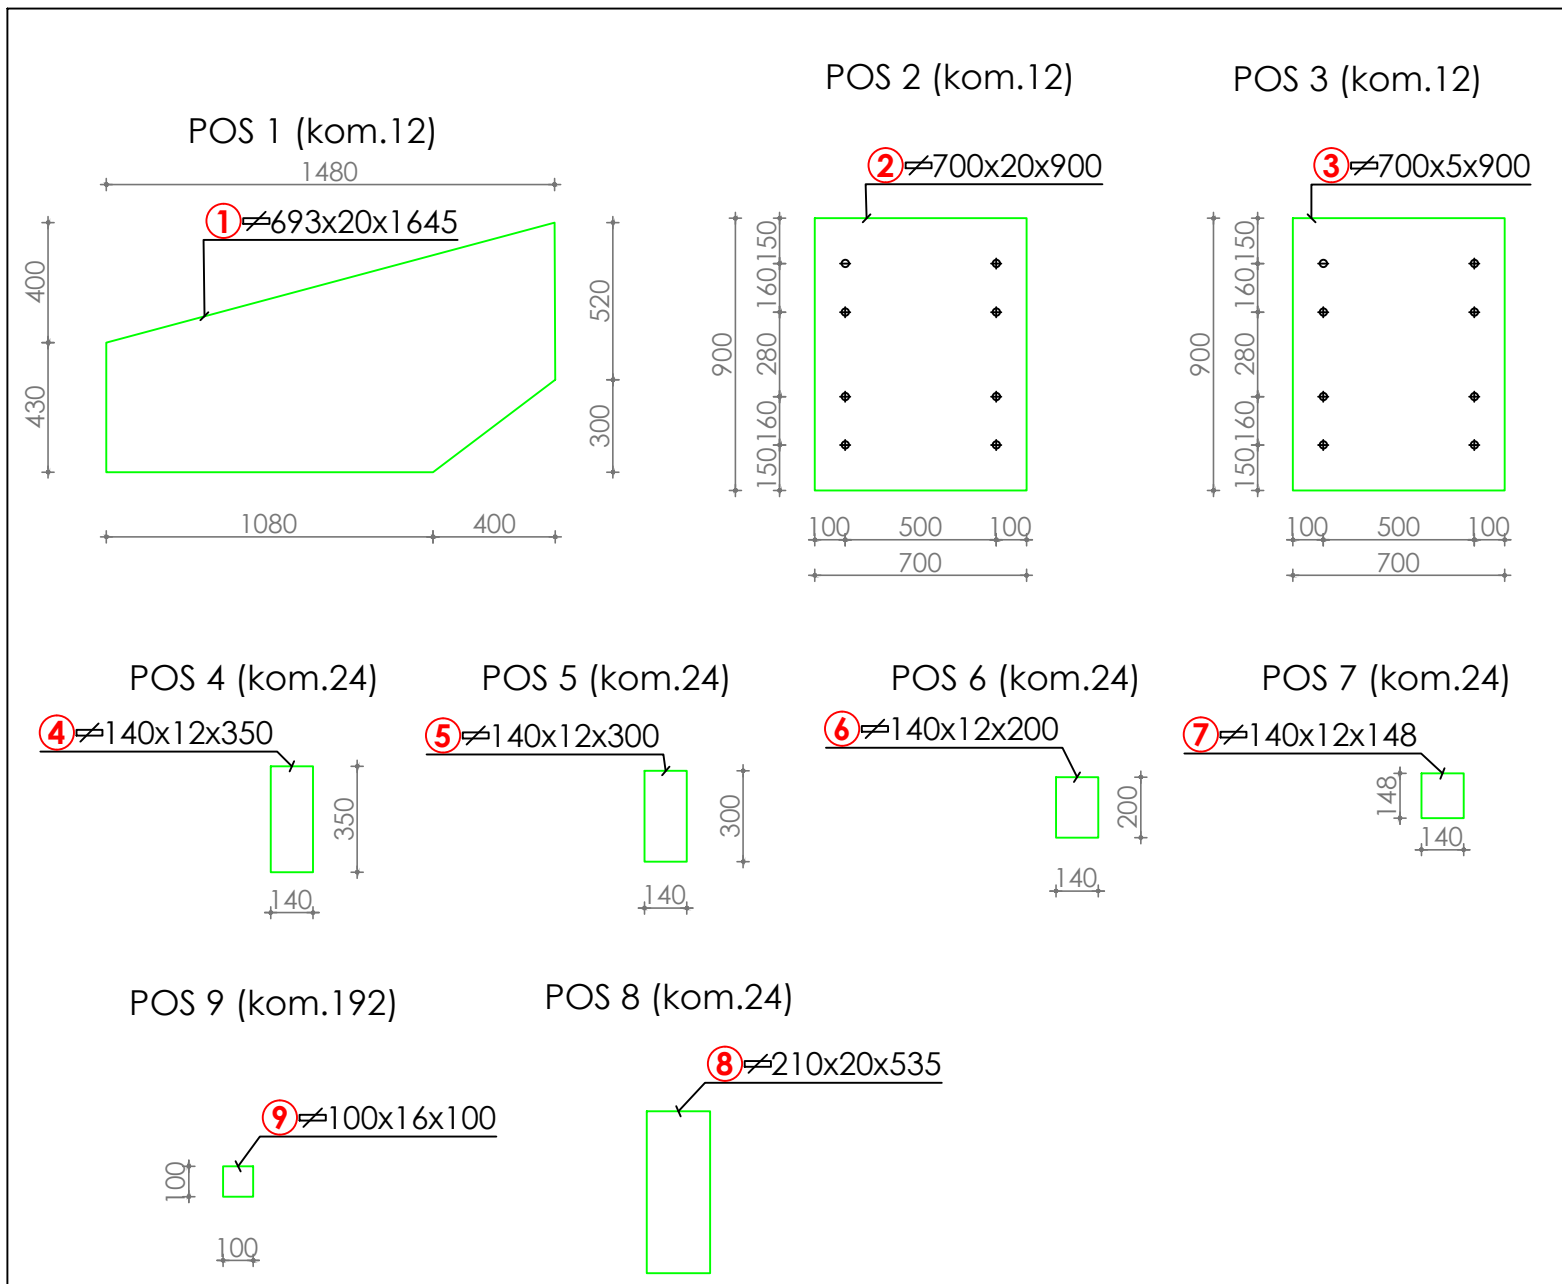 POS 1 (kom.12)
1480
1 693x20x1645
400
430
520
300
1080
400
POS 2 (kom.12)
2 700x20x900
900
150
160
280
160
150
100
500
100
700
POS 3 (kom.12)
3 700x5x900
900
150
160
280
160
150
100
500
100
700
POS 4 (kom.24)
4 140x12x350
350
140
POS 5 (kom.24)
5 140x12x300
300
140
POS 6 (kom.24)
6 140x12x200
200
140
POS 7 (kom.24)
7 140x12x148
148
140
POS 9 (kom.192)
9 100x16x100
100
100
POS 8 (kom.24)
8 210x20x535